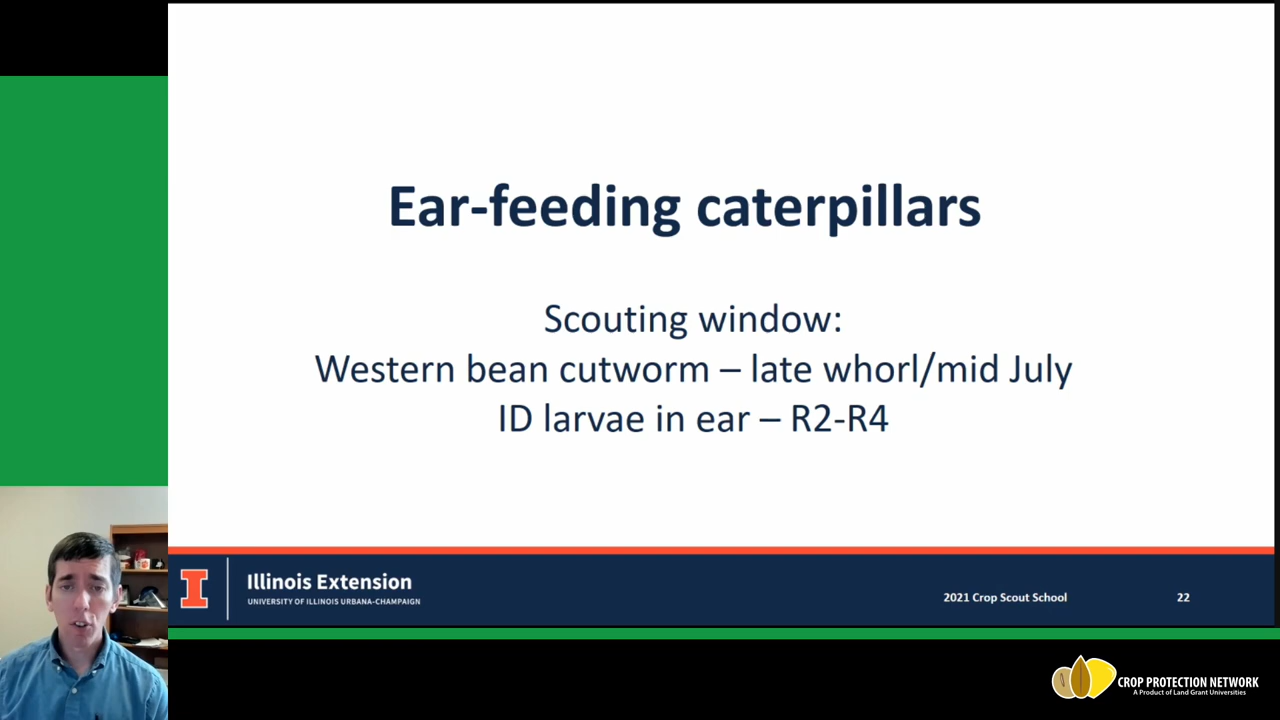 Ear-feeding caterpillars
Scouting window:
Western bean cutworm – late whorl/mid July
ID larvae in ear – R2-R4
I
Illinois Extension
UNIVERSITY OF ILLINOIS URBANA-CHAMPAIGN
2021 Crop Scout School
22
CROP PROTECTION NETWORK
A Product of Land Grant Universities